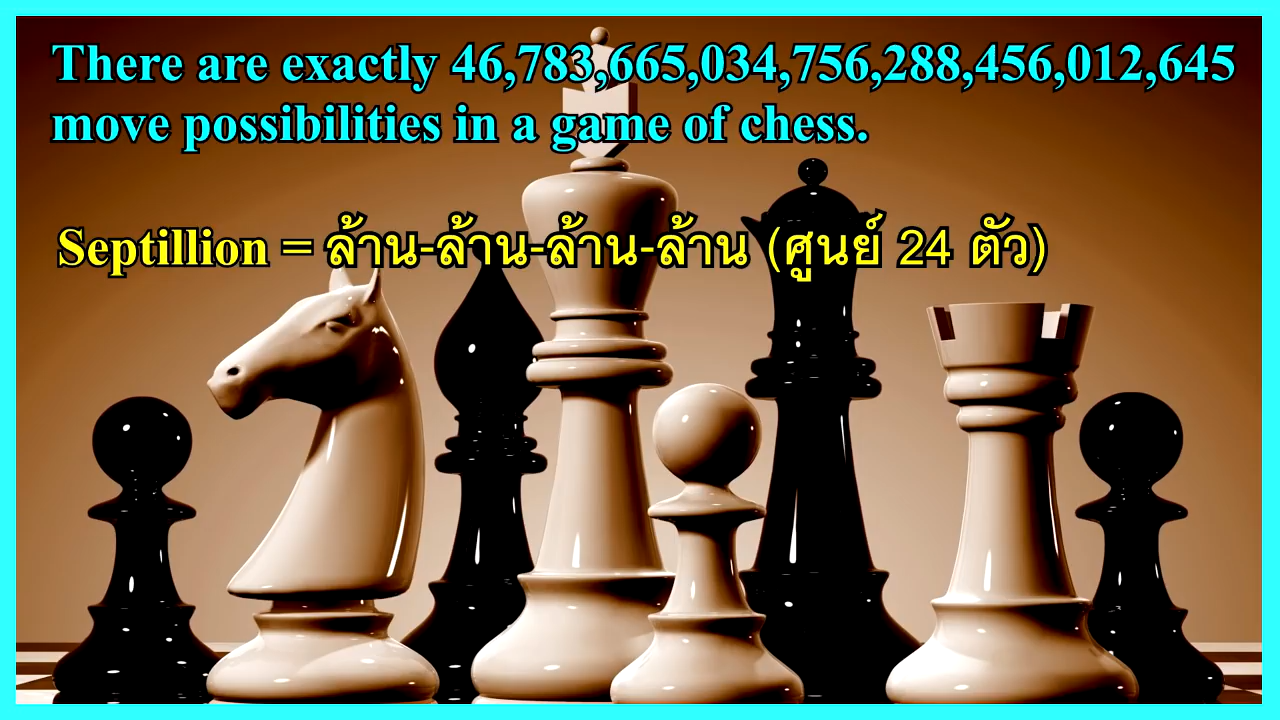 There are exactly 46,783,665,034,756,288,456,012,645
move possibilities in a game of chess.
Septillion = ล้าน-ล้าน-ล้าน-ล้าน (ศูนย์ 24 ตัว)